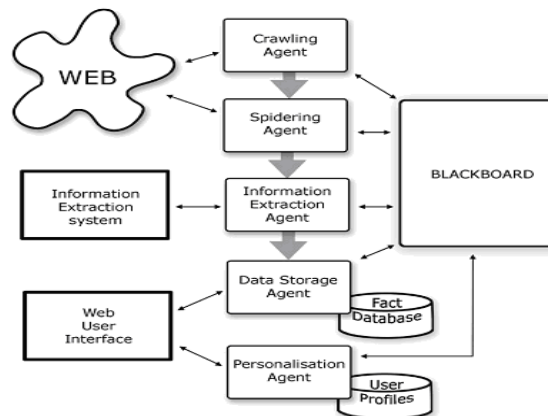 WEB
Crawling
Agent
Spidering
Agent
BLACKBOARD
Information
Extraction
system
Information
Extraction
Agent
Data Storage
Agent
Fact
Database
Web
User
Interface
Personalisation
Agent
User
Profiles